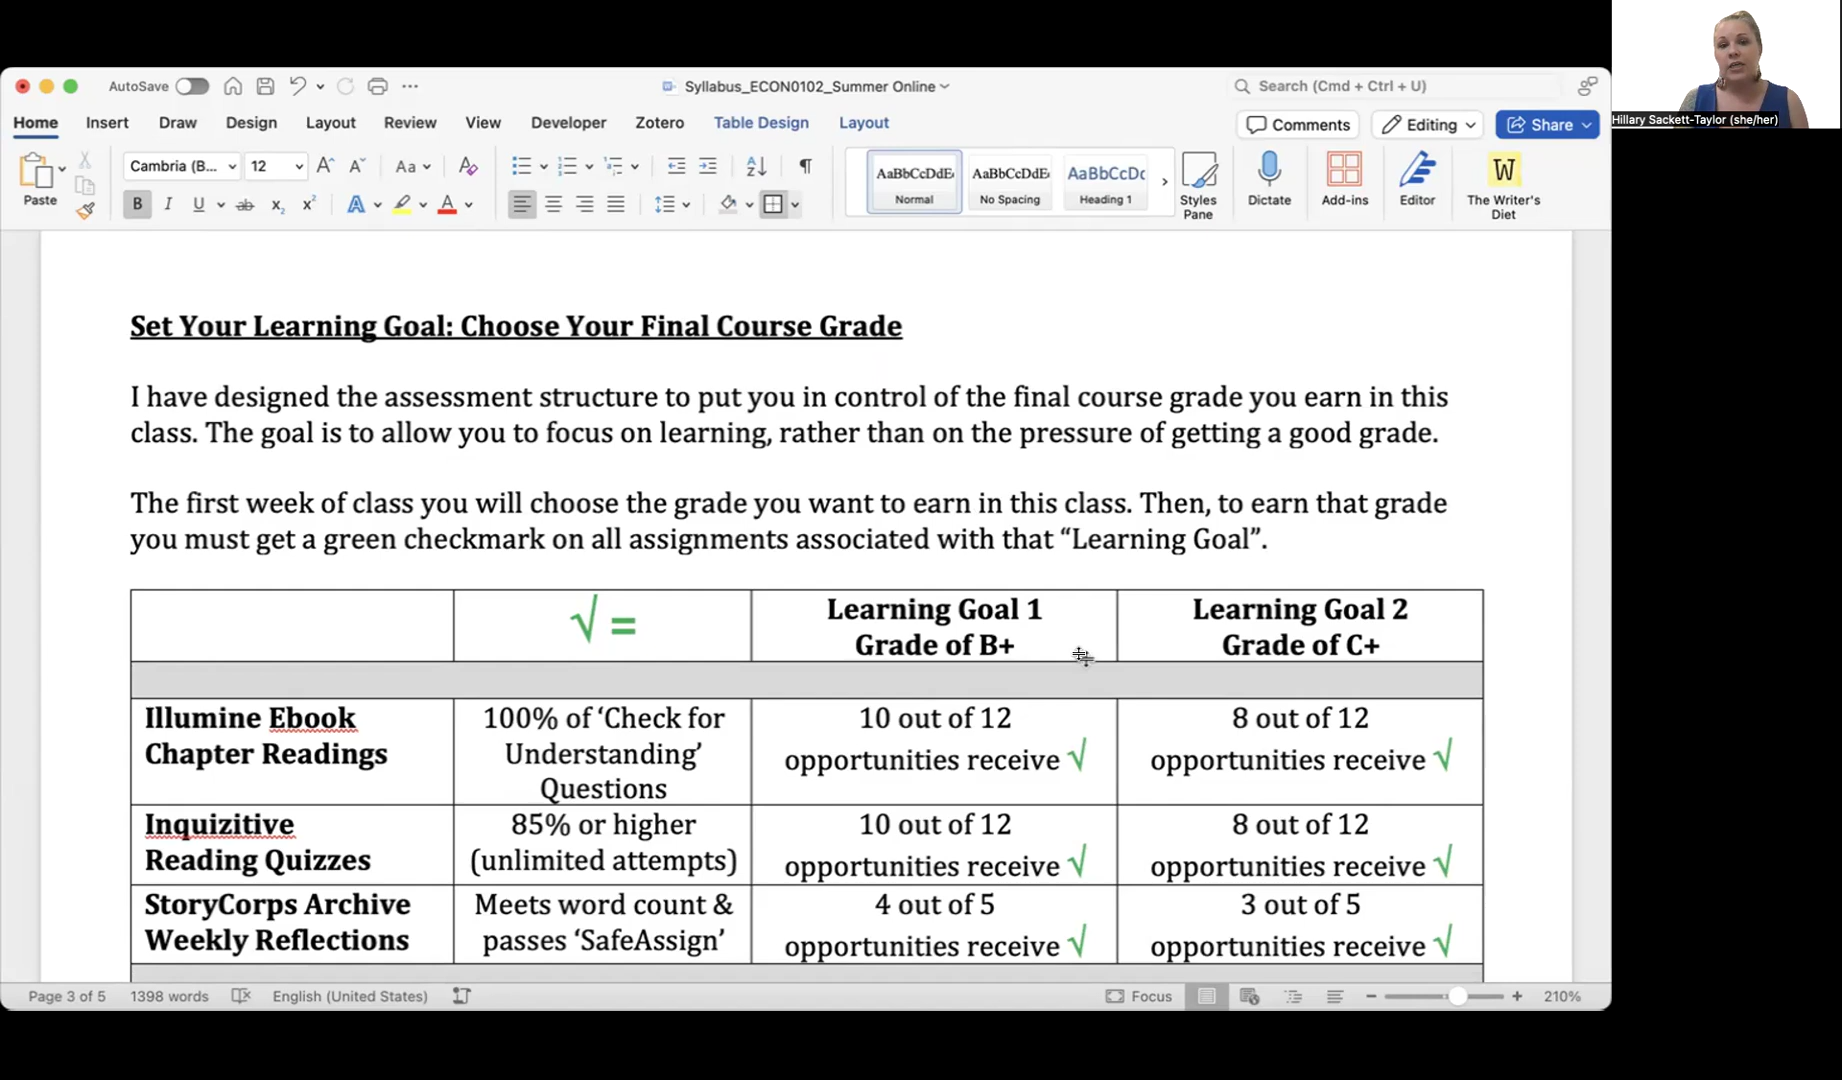 AutoSave
Syllabus_ECON0102_Summer Online
Search (Cmd + Ctrl + U)
Hillary Sackett-Taylor (she/her)
Home Insert Draw Design Layout Review View Developer Zotero Table Design Layout
Comments Editing Share
Paste
Cambria (B... 12
Aa
B I U ab x₂ x²
A A
AaBbCcDdE AaBbCcDdE AaBbCcDc
Normal No Spacing Heading 1
Styles Pane
Dictate
Add-ins
Editor
W
The Writer's Diet
Set Your Learning Goal: Choose Your Final Course Grade
I have designed the assessment structure to put you in control of the final course grade you earn in this
class. The goal is to allow you to focus on learning, rather than on the pressure of getting a good grade.
The first week of class you will choose the grade you want to earn in this class. Then, to earn that grade
you must get a green checkmark on all assignments associated with that “Learning Goal”.
√ =
Learning Goal 1
Grade of B+
Learning Goal 2
Grade of C+
Illumine Ebook
Chapter Readings
100% of ‘Check for
Understanding’
Questions
10 out of 12
opportunities receive √
8 out of 12
opportunities receive √
Inquizitive
Reading Quizzes
85% or higher
(unlimited attempts)
10 out of 12
opportunities receive √
8 out of 12
opportunities receive √
StoryCorps Archive
Weekly Reflections
Meets word count &
passes ‘SafeAssign’
4 out of 5
opportunities receive √
3 out of 5
opportunities receive √
Page 3 of 5 1398 words English (United States) Focus 210%